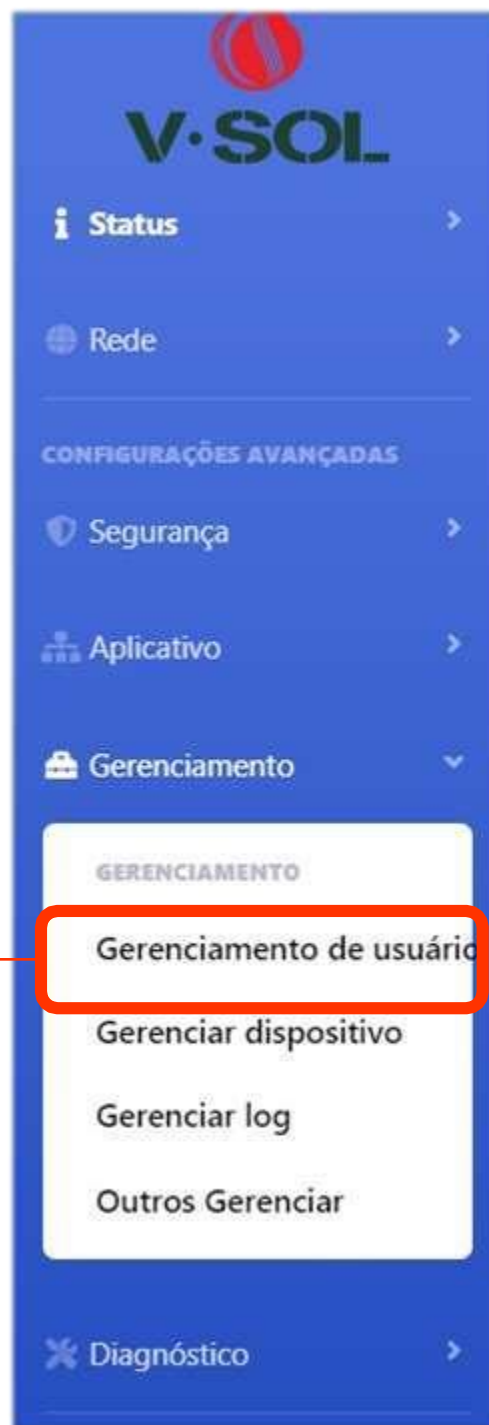 V·SOL
Status
Rede
CONFIGURAÇÕES AVANÇADAS
Segurança
Aplicativo
Gerenciamento
GERENCIAMENTO
Gerenciamento de usuário
Gerenciar dispositivo
Gerenciar log
Outros Gerenciar
Diagnóstico